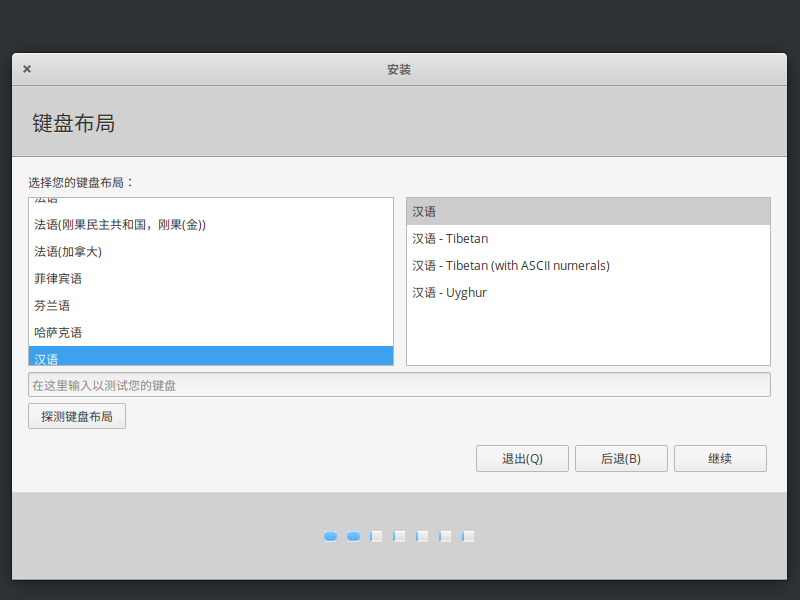 安装
键盘布局
选择您的键盘布局：
法语
法语(刚果民主共和国，刚果(金))
法语(加拿大)
菲律宾语
芬兰语
哈萨克语
汉语
汉语
汉语 - Tibetan
汉语 - Tibetan (with ASCII numerals)
汉语 - Uyghur
在这里输入以测试您的键盘
探测键盘布局
退出(Q)
后退(B)
继续